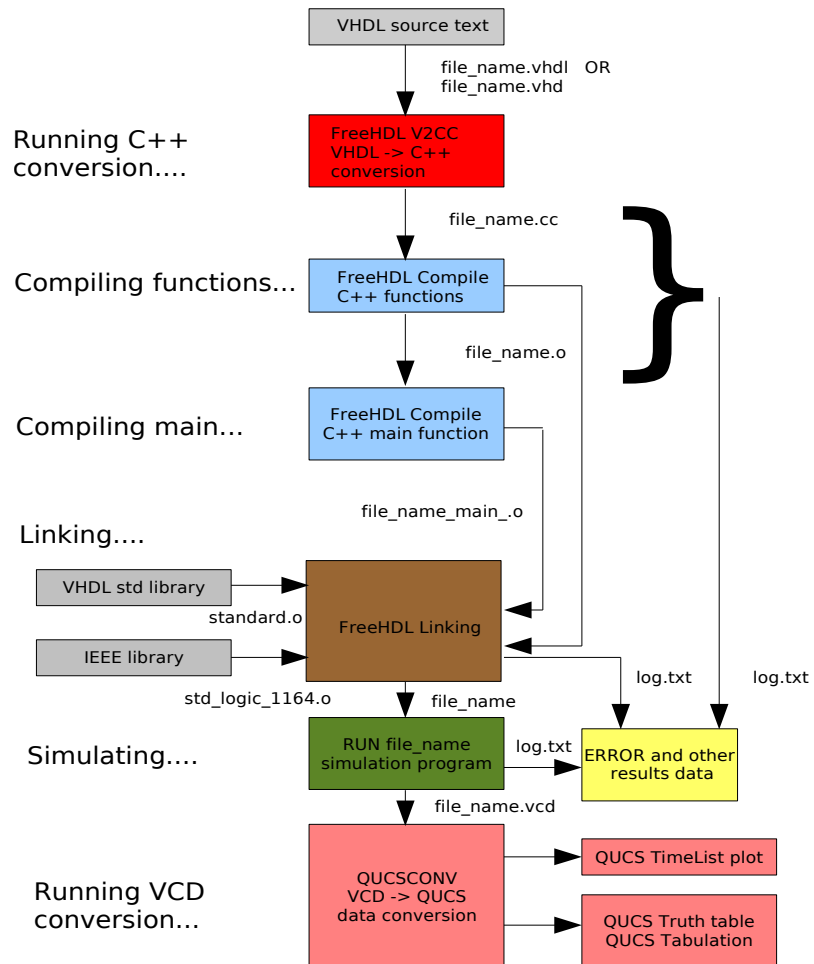 VHDL source text
file_name.vhdl OR
file_name.vhd
Running C++
conversion....
FreeHDL V2CC
VHDL -> C++
conversion
file_name.cc
Compiling functions...
FreeHDL Compile
C++ functions
}
file_name.o
Compiling main...
FreeHDL Compile
C++ main function
file_name_main_.o
Linking....
VHDL std library
standard.o
FreeHDL Linking
IEEE library
std_logic_1164.o
file_name
log.txt
log.txt
Simulating....
RUN file_name
simulation program
log.txt
ERROR and other
results data
file_name.vcd
Running VCD
conversion...
QUCSCONV
VCD -> QUCS
data conversion
QUCS TimeList plot
QUCS Truth table
QUCS Tabulation